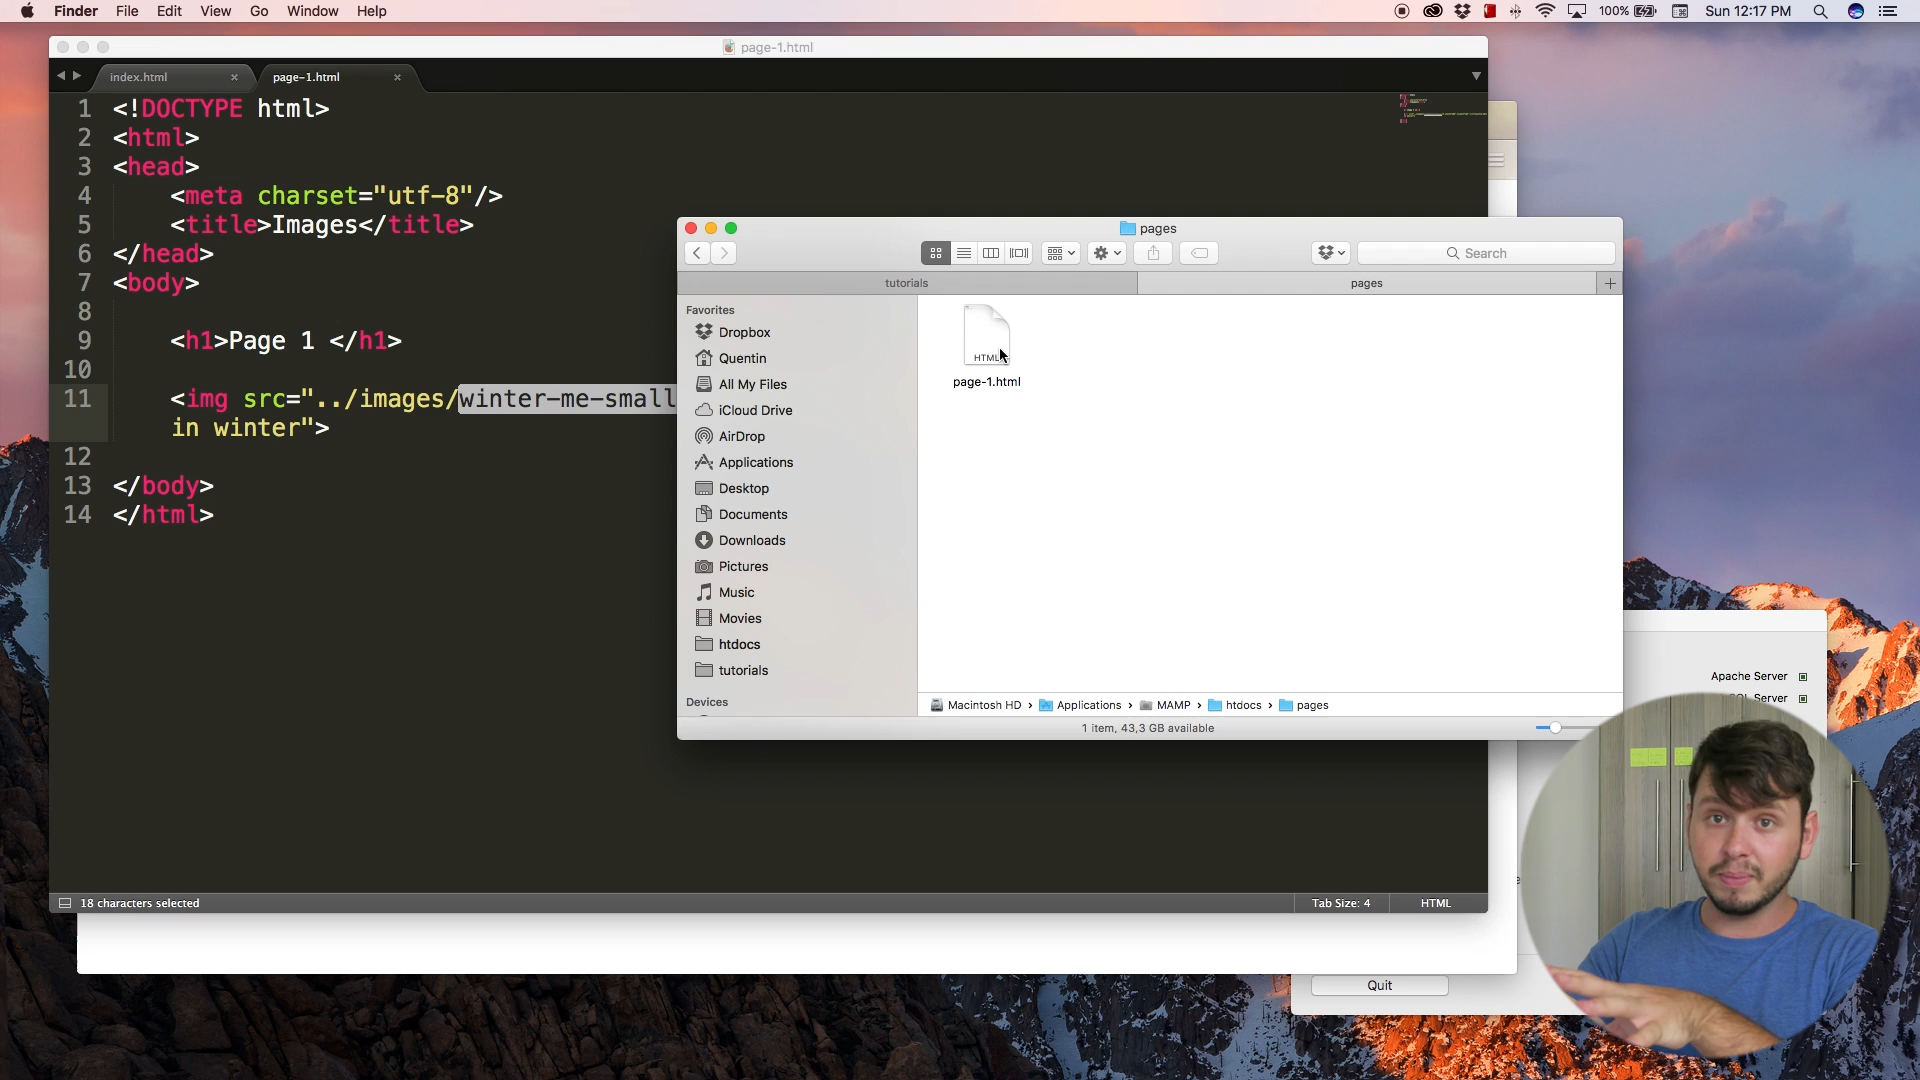 Finder File Edit View Go Window Help
100% Sun 12:17 PM
page-1.html
index.html page-1.html
1 <!DOCTYPE html>
2 <html>
3 <head>
4 <meta charset="utf-8"/>
5 <title>Images</title>
6 </head>
7 <body>
8
9 <h1>Page 1 </h1>
10
11 <img src="../images/winter-me-small
in winter">
12
13 </body>
14 </html>
18 characters selected
Tab Size: 4 HTML
pages
Search
tutorials pages
Favorites
Dropbox
Quentin
All My Files
iCloud Drive
AirDrop
Applications
Desktop
Documents
Downloads
Pictures
Music
Movies
htdocs
tutorials
Devices
HTML
page-1.html
Macintosh HD › Applications › MAMP › htdocs › pages
1 item, 43,3 GB available
Apache Server
Server
Quit